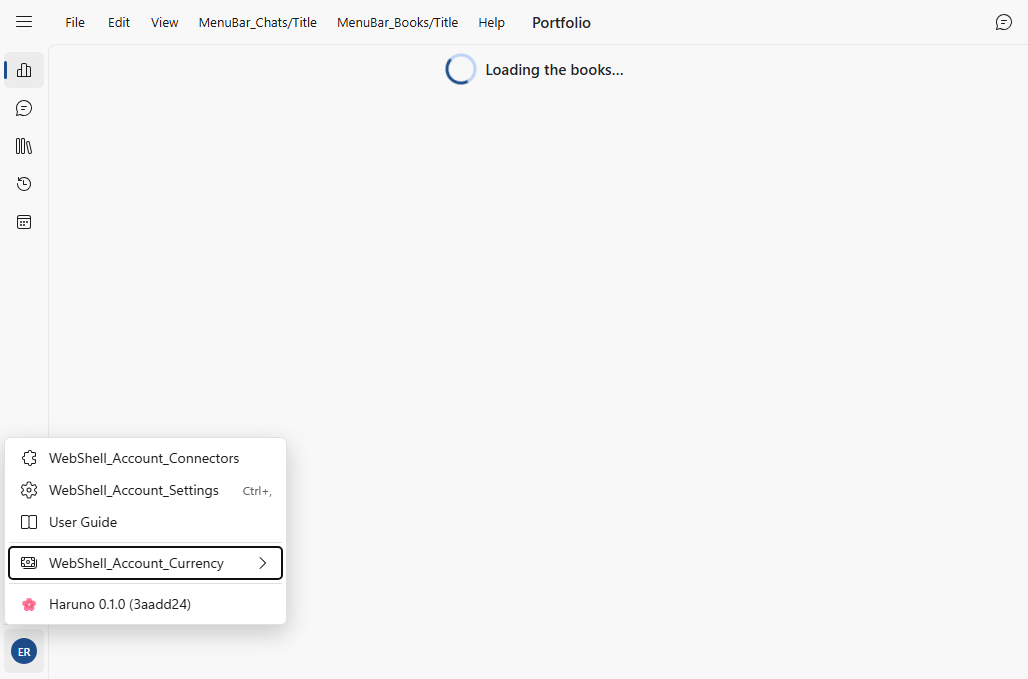 File Edit View MenuBar_Chats/Title MenuBar_Books/Title Help Portfolio
Loading the books...
WebShell_Account_Connectors
WebShell_Account_Settings Ctrl+,
User Guide
WebShell_Account_Currency
Haruno 0.1.0 (3aadd24)
ER